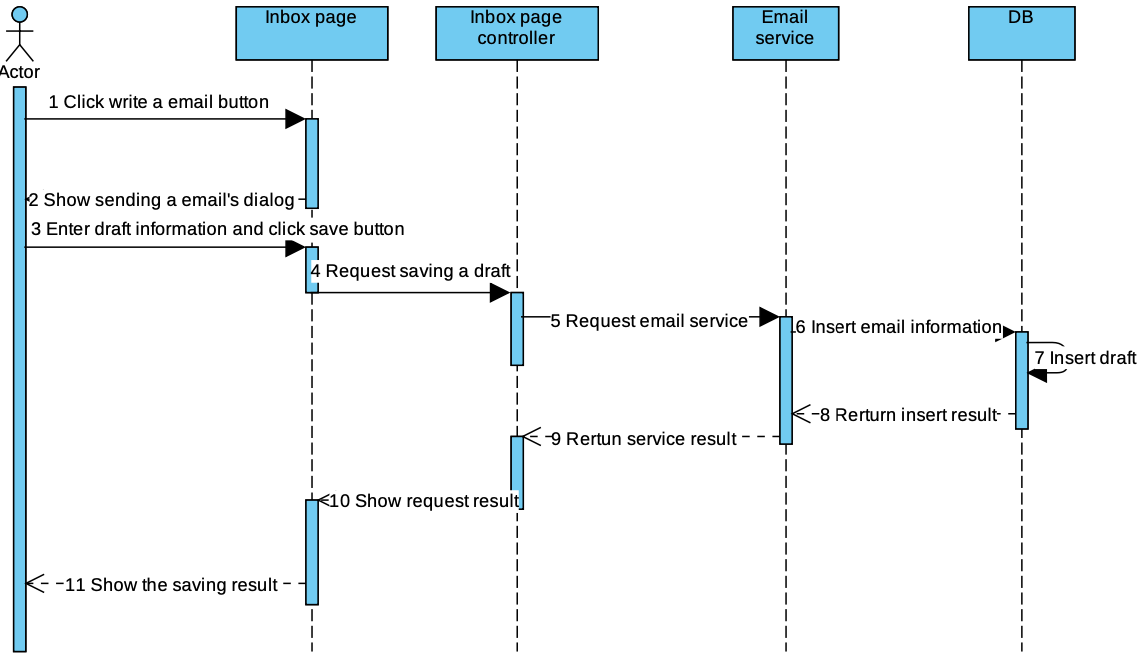 Inbox page
Inbox page
controller
Email
service
DB
Actor
1 Click write a email button
2 Show sending a email's dialog
3 Enter draft information and click save button
4 Request saving a draft
5 Request email service
6 Insert email information
7 Insert draft
8 Rerturn insert result
9 Rertun service result
10 Show request result
11 Show the saving result